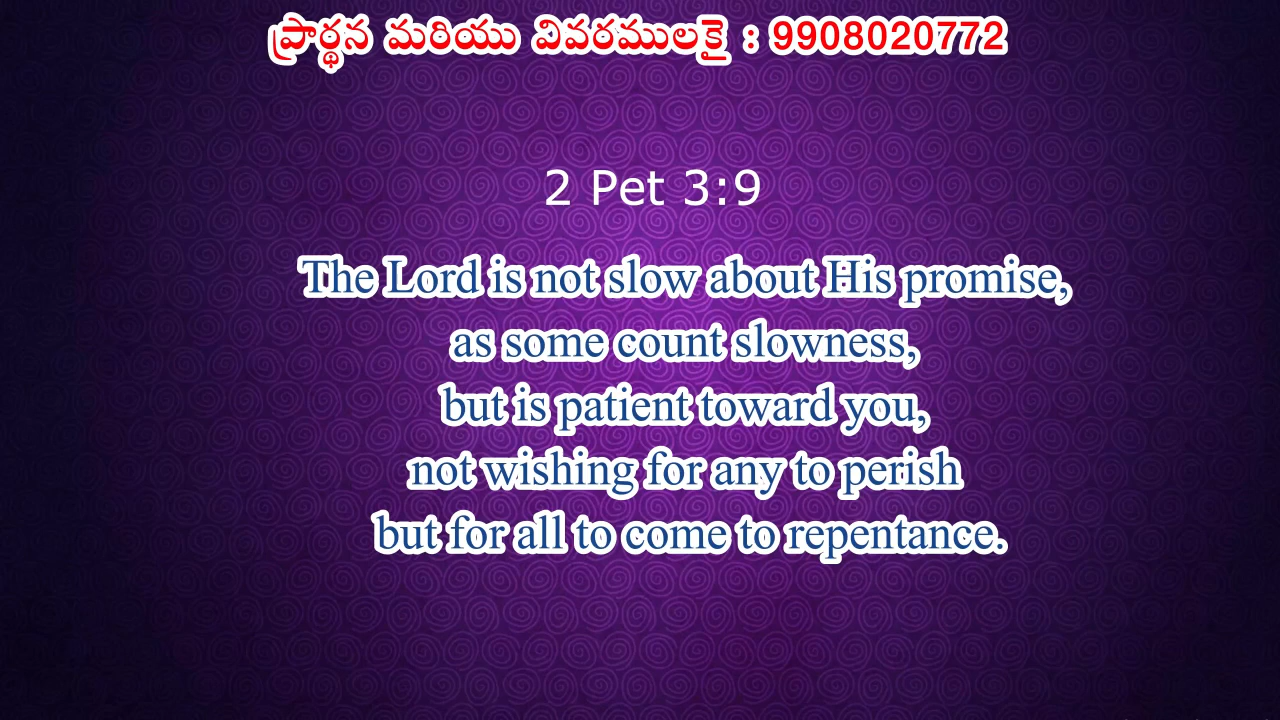 ప్రార్థన మరియు వివరములకై : 9908020772
2 Pet 3:9
The Lord is not slow about His promise,
as some count slowness,
but is patient toward you,
not wishing for any to perish
but for all to come to repentance.